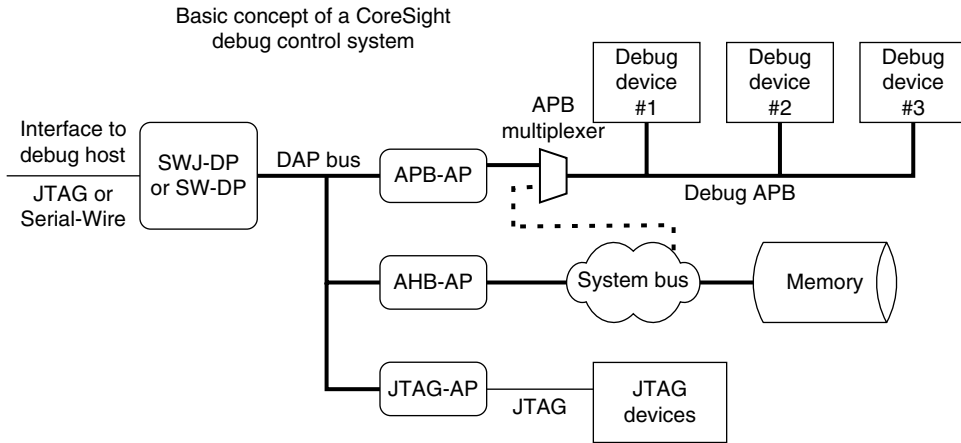 Basic concept of a CoreSight
debug control system
Interface to
debug host
JTAG or
Serial-Wire
SWJ-DP
or SW-DP
DAP bus
APB-AP
APB
multiplexer
Debug
device
#1
Debug
device
#2
Debug
device
#3
Debug APB
AHB-AP
System bus
Memory
JTAG-AP
JTAG
JTAG
devices